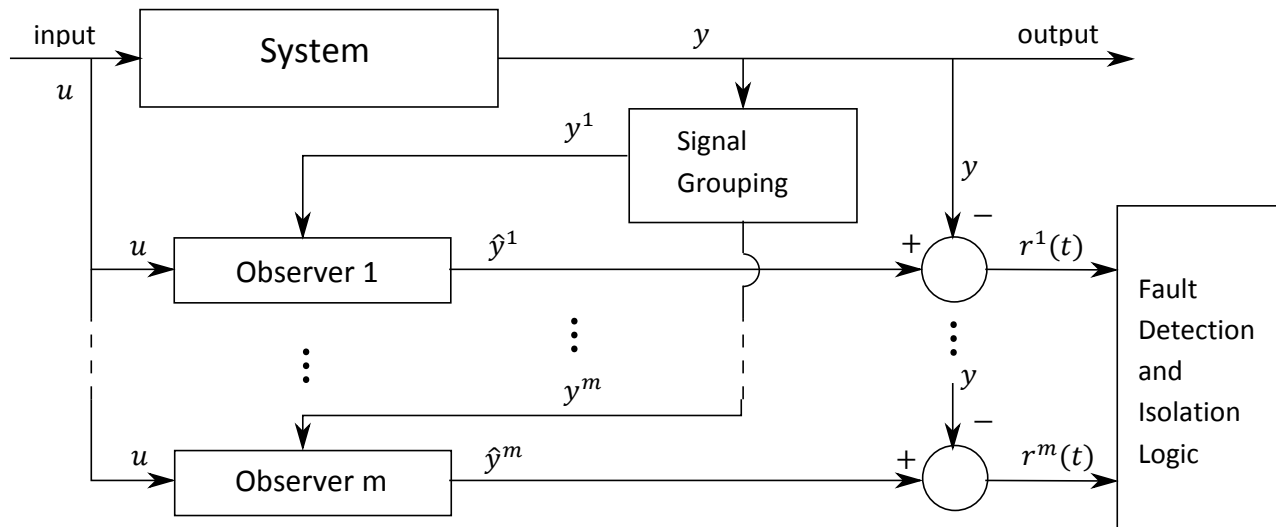 input
System
y
output
u
y¹
Signal
Grouping
y
−
u
Observer 1
ŷ¹
+
r¹(t)
Fault
Detection
and
Isolation
Logic
yᵐ
y
−
u
Observer m
ŷᵐ
+
rᵐ(t)